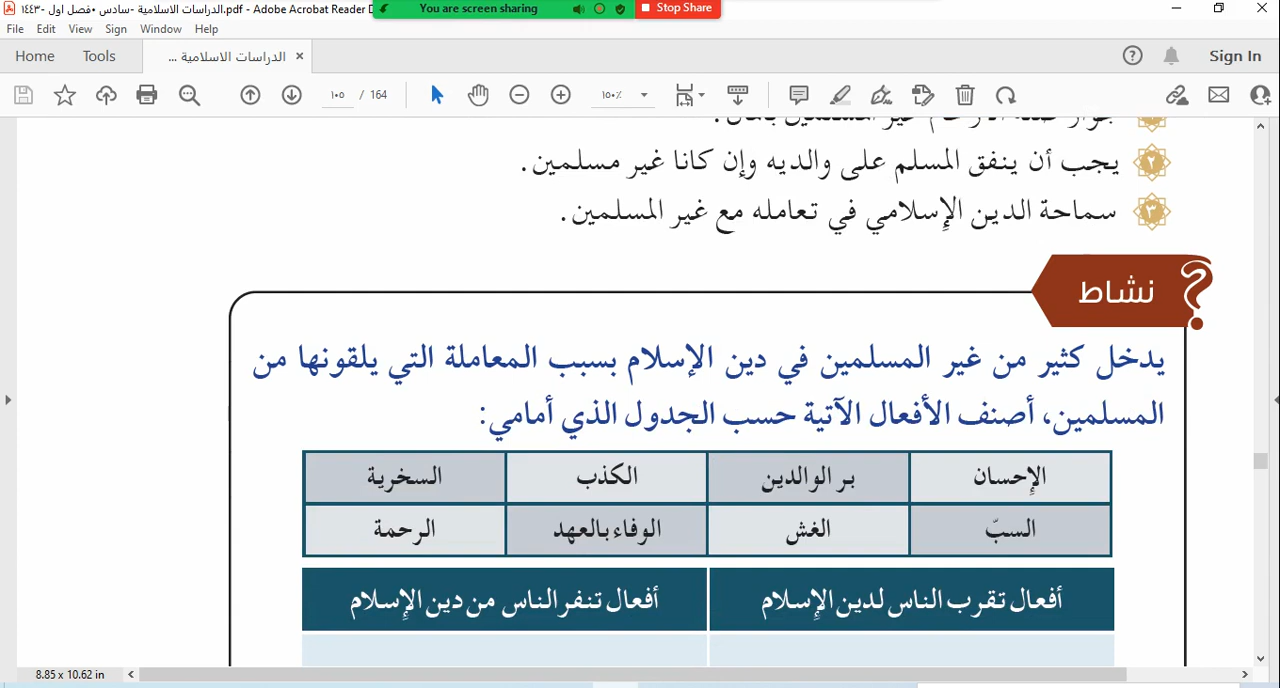 الدراسات الاسلامية -سادس •فصل اول -١٤٤٣.pdf - Adobe Acrobat Reader D
You are screen sharing
Stop Share
File Edit View Sign Window Help
Home Tools الدراسات الاسلامية ... × Sign In
١٠٥ / 164 ١٥٠٪
٢ يجب أن ينفق المسلم على والديه وإن كانا غير مسلمين.
٣ سماحة الدين الإسلامي في تعامله مع غير المسلمين.
نشاط
يدخل كثير من غير المسلمين في دين الإسلام بسبب المعاملة التي يلقونها من
المسلمين، أصنف الأفعال الآتية حسب الجدول الذي أمامي:
الإحسان بر الوالدين الكذب السخرية
السبّ الغش الوفاء بالعهد الرحمة
أفعال تقرب الناس لدين الإسلام أفعال تنفر الناس من دين الإسلام
8.85 x 10.62 in